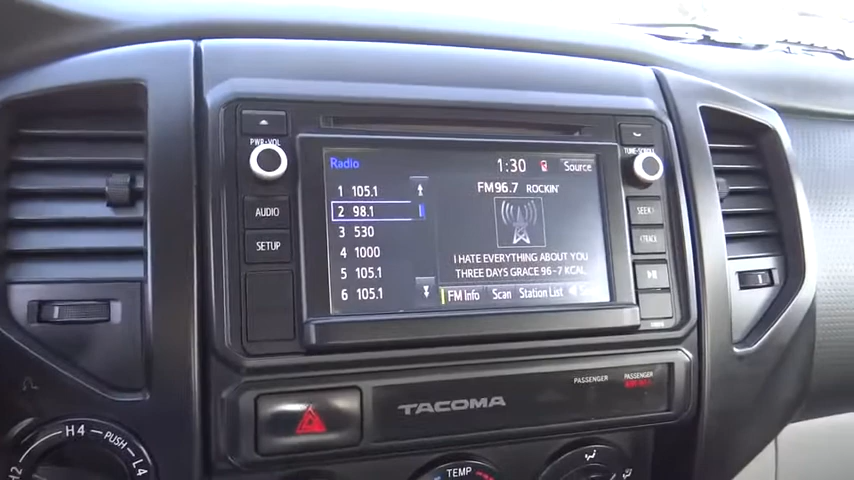 PWR•VOL
TUNE•SCROLL
Radio
1:30
Source
1 105.1
FM96.7 ROCKIN'
2 98.1
AUDIO
SEEK
3 530
SETUP
TRACK
4 1000
I HATE EVERYTHING ABOUT YOU
5 105.1
THREE DAYS GRACE 96-7 KCAL.
6 105.1
FM Info
Scan
Station List
PASSENGER
PASSENGER
TACOMA
H4
PUSH
L4
H2
TEMP